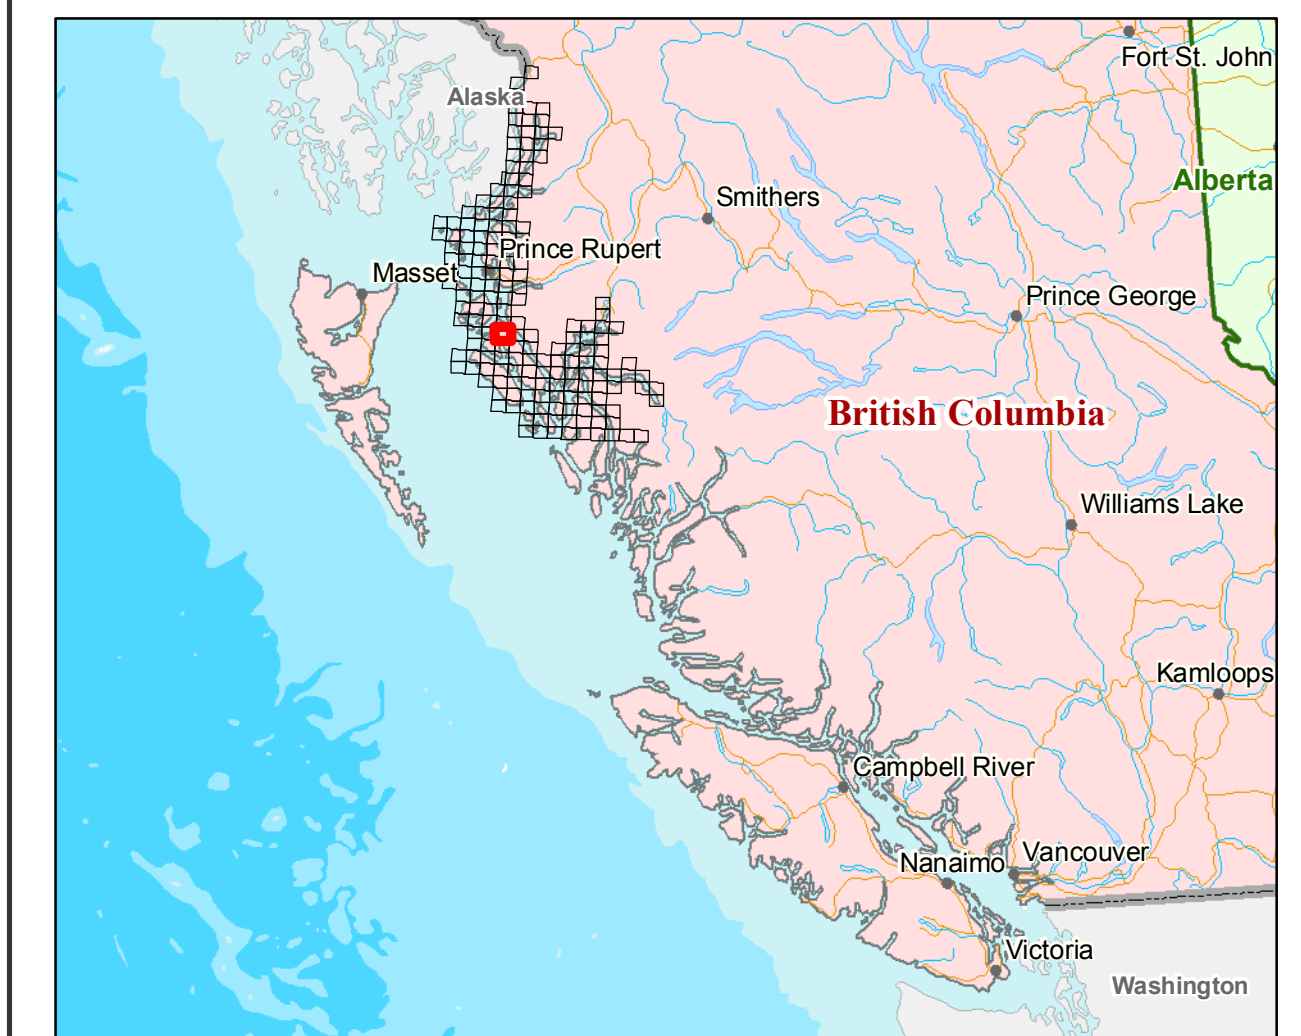 Fort St. John
Alaska
Alberta
Smithers
Prince Rupert
Masset
Prince George
British Columbia
Williams Lake
Kamloops
Campbell River
Vancouver
Nanaimo
Victoria
Washington